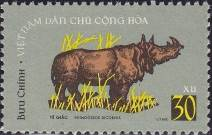 VIỆT NAM DÂN CHỦ CỘNG HÒA
BƯU CHÍNH
XU
30
TÊ GIÁC